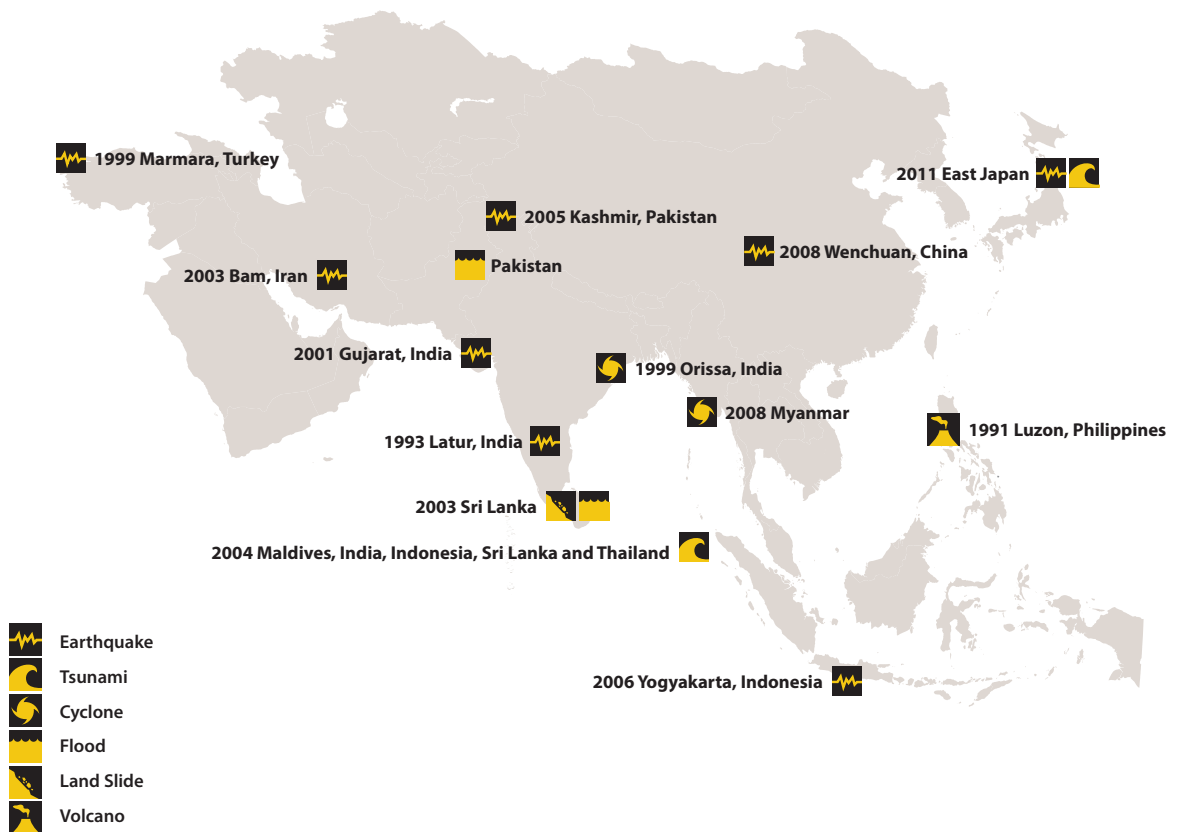 1999 Marmara, Turkey
2011 East Japan
2005 Kashmir, Pakistan
2008 Wenchuan, China
Pakistan
2003 Bam, Iran
2001 Gujarat, India
1999 Orissa, India
2008 Myanmar
1991 Luzon, Philippines
1993 Latur, India
2003 Sri Lanka
2004 Maldives, India, Indonesia, Sri Lanka and Thailand
2006 Yogyakarta, Indonesia
Earthquake
Tsunami
Cyclone
Flood
Land Slide
Volcano